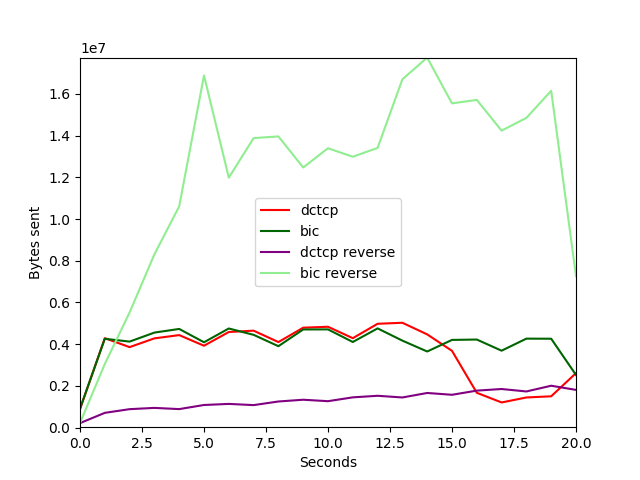 1e7
1.6
1.4
1.2
1.0
0.8
0.6
0.4
0.2
0.0
Bytes sent
dctcp
bic
dctcp reverse
bic reverse
0.0 2.5 5.0 7.5 10.0 12.5 15.0 17.5 20.0
Seconds